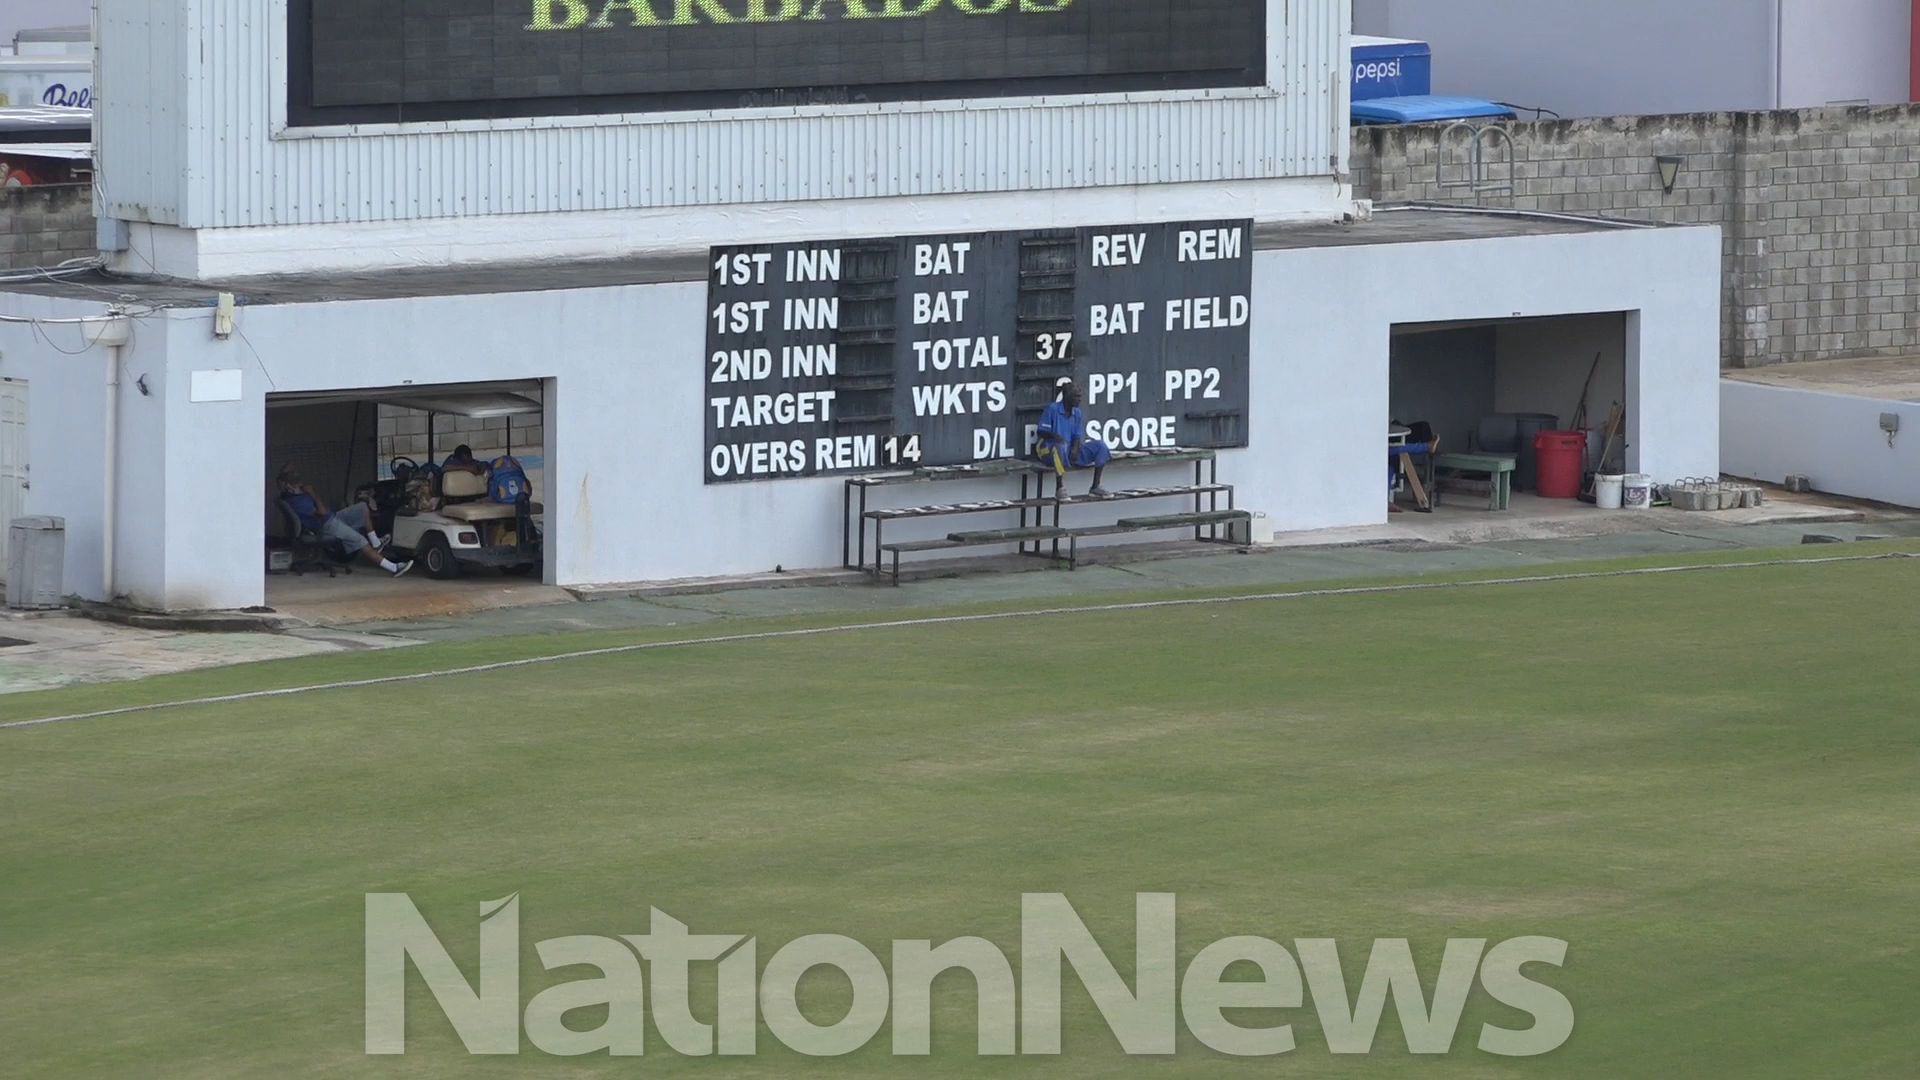 BARBADOS
pepsi
1ST INN BAT REV REM
1ST INN BAT BAT FIELD
2ND INN TOTAL 37
TARGET WKTS PP1 PP2
OVERS REM 14 D/L SCORE
NationNews